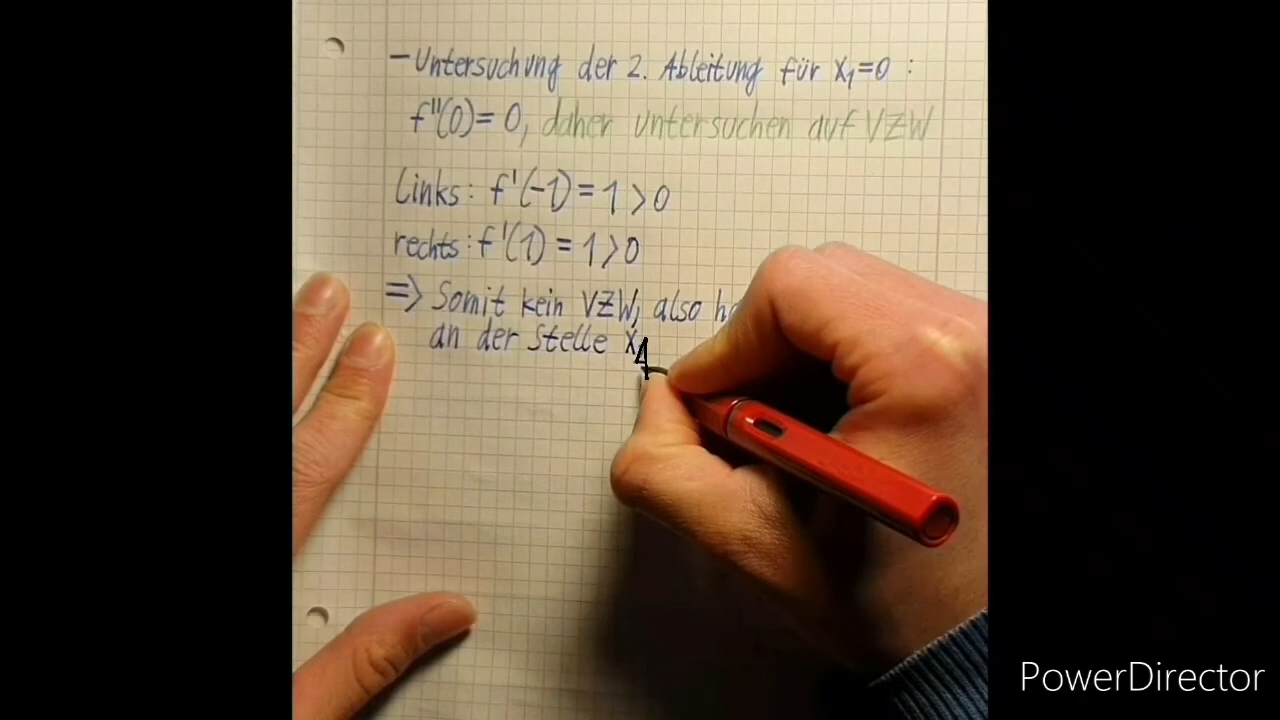 – Untersuchung der 2. Ableitung für x₁=0 :
f''(0)= 0, daher untersuchen auf VZW
Links: f'(-1) = 1 > 0
rechts: f'(1) = 1 > 0
=> Somit kein VZW, also
an der Stelle x₁
PowerDirector